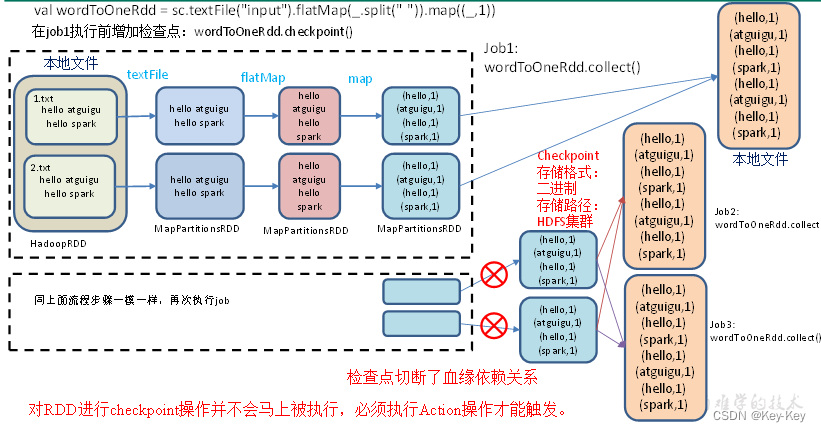 val wordToOneRdd = sc.textFile("input").flatMap(_.split(" ")).map((_,1))
在job1执行前增加检查点：wordToOneRdd.checkpoint()
本地文件
textFile
flatMap
map
1.txt
hello atguigu
hello spark
hello atguigu
hello spark
hello
atguigu
hello
spark
(hello,1)
(atguigu,1)
(hello,1)
(spark,1)
2.txt
hello atguigu
hello spark
hello atguigu
hello spark
hello
atguigu
hello
spark
(hello,1)
(atguigu,1)
(hello,1)
(spark,1)
HadoopRDD
MapPartitionsRDD
MapPartitionsRDD
MapPartitionsRDD
Job1:
wordToOneRdd.collect()
(hello,1)
(atguigu,1)
(hello,1)
(spark,1)
(hello,1)
(atguigu,1)
(hello,1)
(spark,1)
本地文件
Checkpoint
存储格式：
二进制
存储路径：
HDFS集群
(hello,1)
(atguigu,1)
(hello,1)
(spark,1)
(hello,1)
(atguigu,1)
(hello,1)
(spark,1)
Job2:
wordToOneRdd.collect
同上面流程步骤一模一样，再次执行job
(hello,1)
(atguigu,1)
(hello,1)
(spark,1)
(hello,1)
(atguigu,1)
(hello,1)
(spark,1)
(hello,1)
(atguigu,1)
(hello,1)
(spark,1)
(hello,1)
(atguigu,1)
(hello,1)
(spark,1)
Job3:
wordToOneRdd.collect()
检查点切断了血缘依赖关系
对RDD进行checkpoint操作并不会马上被执行，必须执行Action操作才能触发。
难学的技术
CSDN @Key-Key